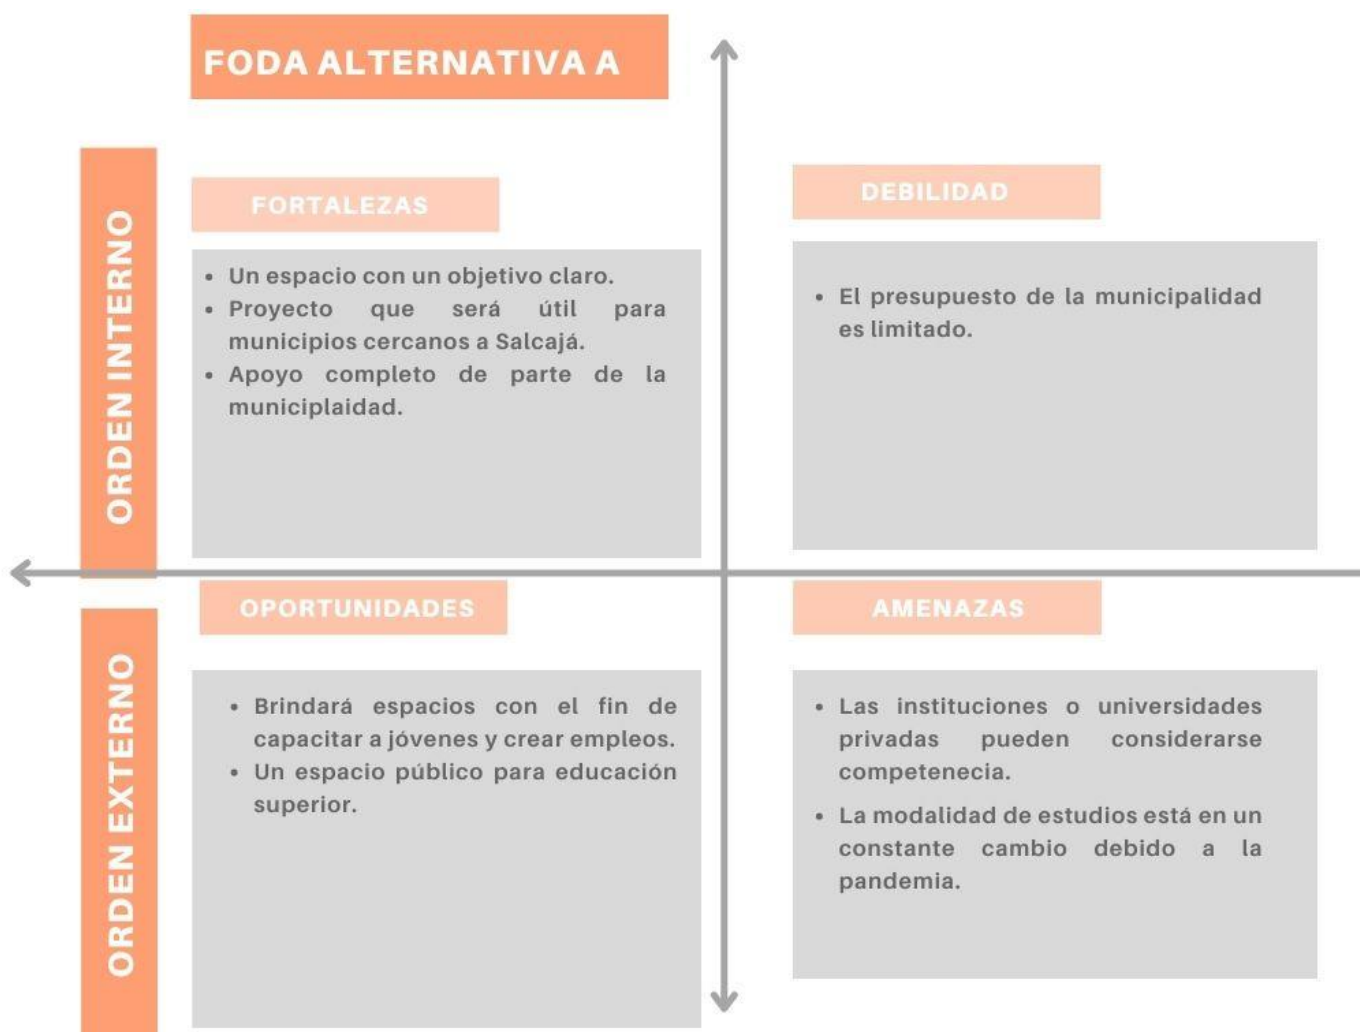 FODA ALTERNATIVA A
ORDEN INTERNO
FORTALEZAS
• Un espacio con un objetivo claro.
• Proyecto que será útil para
municipios cercanos a Salcajá.
• Apoyo completo de parte de la
municiplaidad.
DEBILIDAD
• El presupuesto de la municipalidad
es limitado.
ORDEN EXTERNO
OPORTUNIDADES
• Brindará espacios con el fin de
capacitar a jóvenes y crear empleos.
• Un espacio público para educación
superior.
AMENAZAS
• Las instituciones o universidades
privadas pueden considerarse
competenecia.
• La modalidad de estudios está en un
constante cambio debido a la
pandemia.